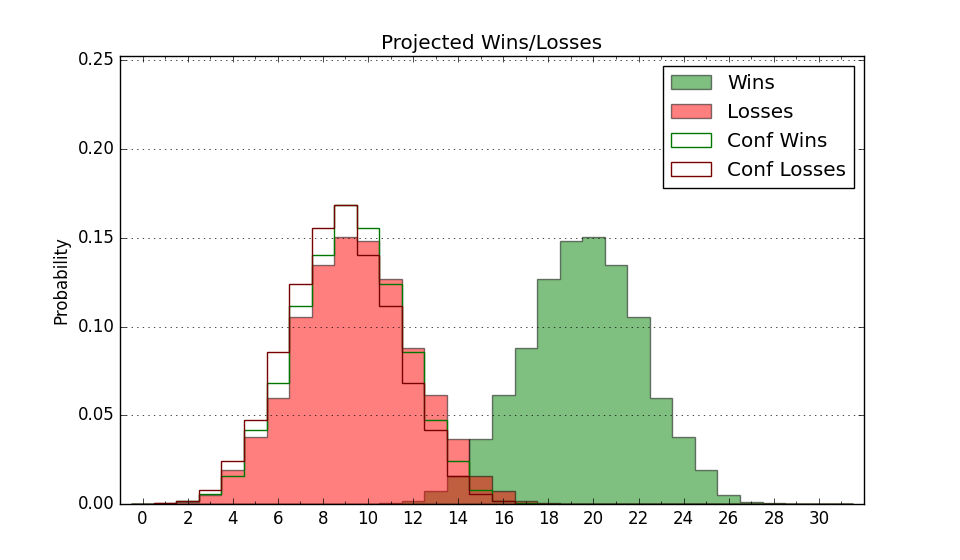 Projected Wins/Losses
0.25
0.20
0.15
0.10
0.05
0.00
Probability
Wins
Losses
Conf Wins
Conf Losses
0 2 4 6 8 10 12 14 16 18 20 22 24 26 28 30